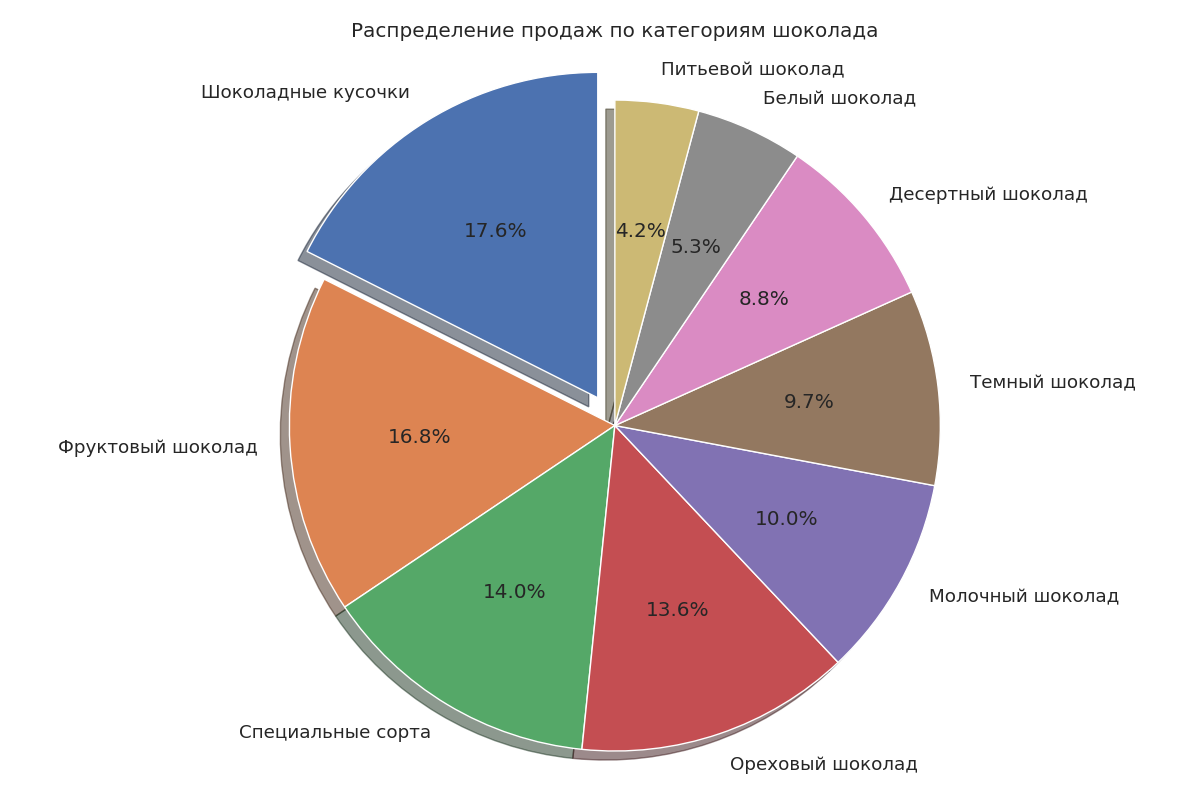 Распределение продаж по категориям шоколада
Питьевой шоколад
Шоколадные кусочки
Белый шоколад
Десертный шоколад
17.6%
4.2%
5.3%
8.8%
Темный шоколад
9.7%
16.8%
Фруктовый шоколад
10.0%
14.0%
Молочный шоколад
13.6%
Специальные сорта
Ореховый шоколад